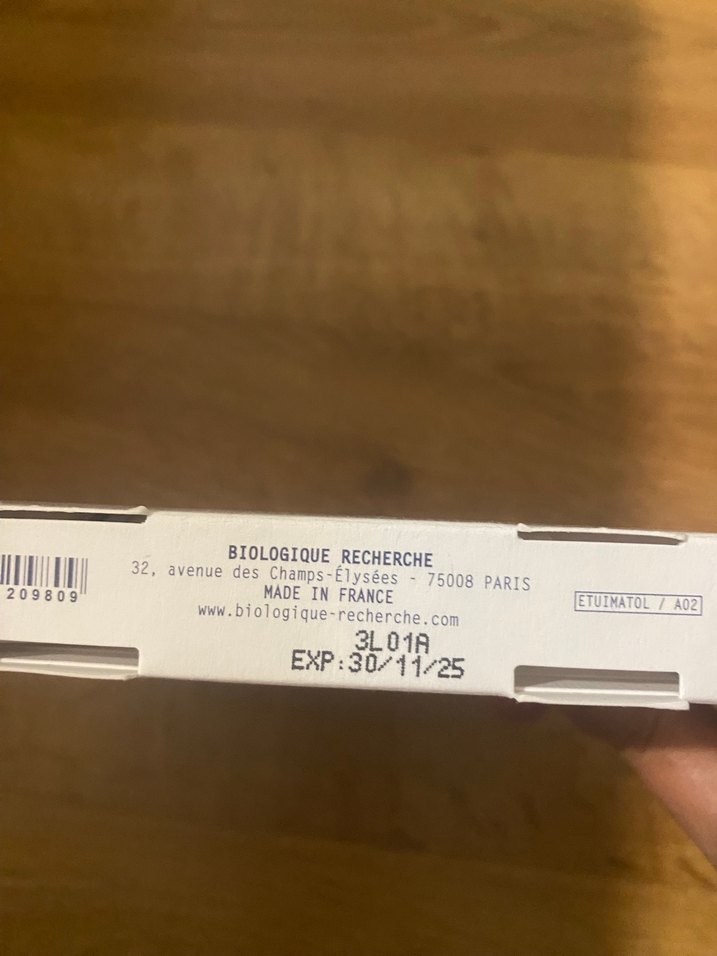 BIOLOGIQUE RECHERCHE
32, avenue des Champs-Élysées - 75008 PARIS
MADE IN FRANCE
www.biologique-recherche.com
3L01A
EXP:30/11/25
209809
ETUIMATOL / A02